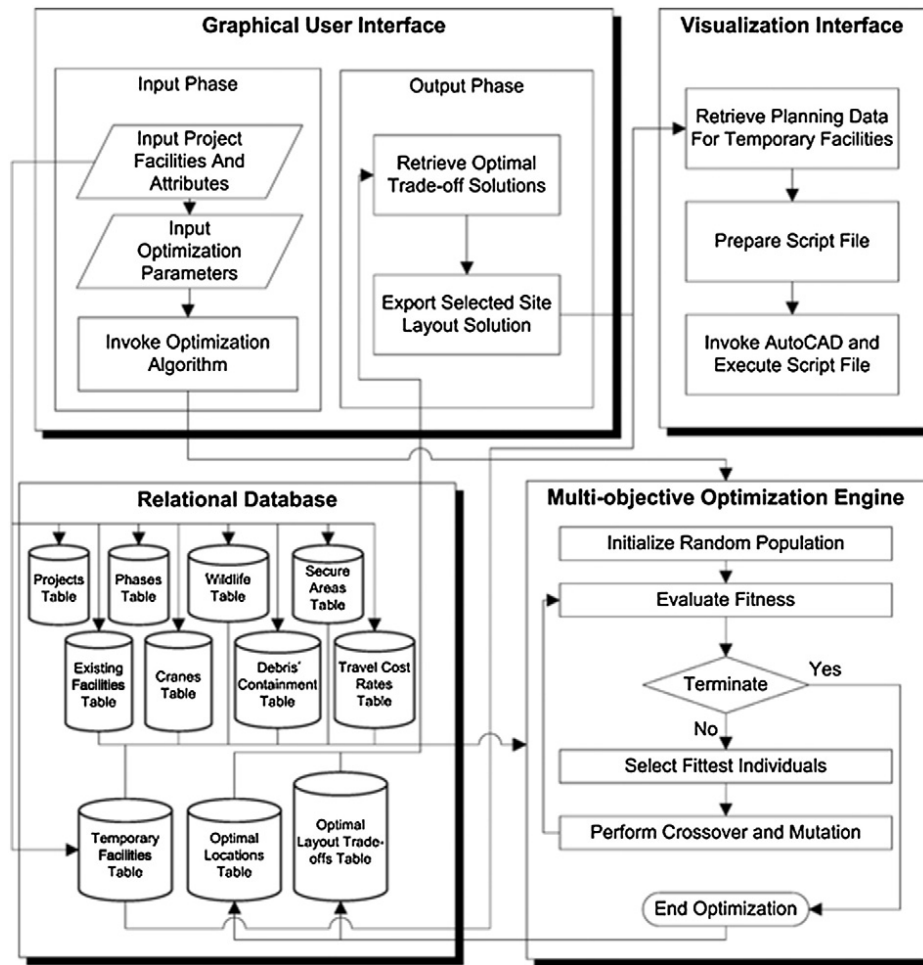 Graphical User Interface
Input Phase
Input Project
Facilities And
Attributes
Input
Optimization
Parameters
Invoke Optimization
Algorithm
Output Phase
Retrieve Optimal
Trade-off Solutions
Export Selected Site
Layout Solution
Visualization Interface
Retrieve Planning Data
For Temporary Facilities
Prepare Script File
Invoke AutoCAD and
Execute Script File
Relational Database
Projects
Table
Phases
Table
Wildlife
Table
Secure
Areas
Table
Existing
Facilities
Table
Cranes
Table
Debris'
Containment
Table
Travel Cost
Rates
Table
Temporary
Facilities
Table
Optimal
Locations
Table
Optimal
Layout Trade-
offs Table
Multi-objective Optimization Engine
Initialize Random Population
Evaluate Fitness
Terminate
Yes
No
Select Fittest Individuals
Perform Crossover and Mutation
End Optimization